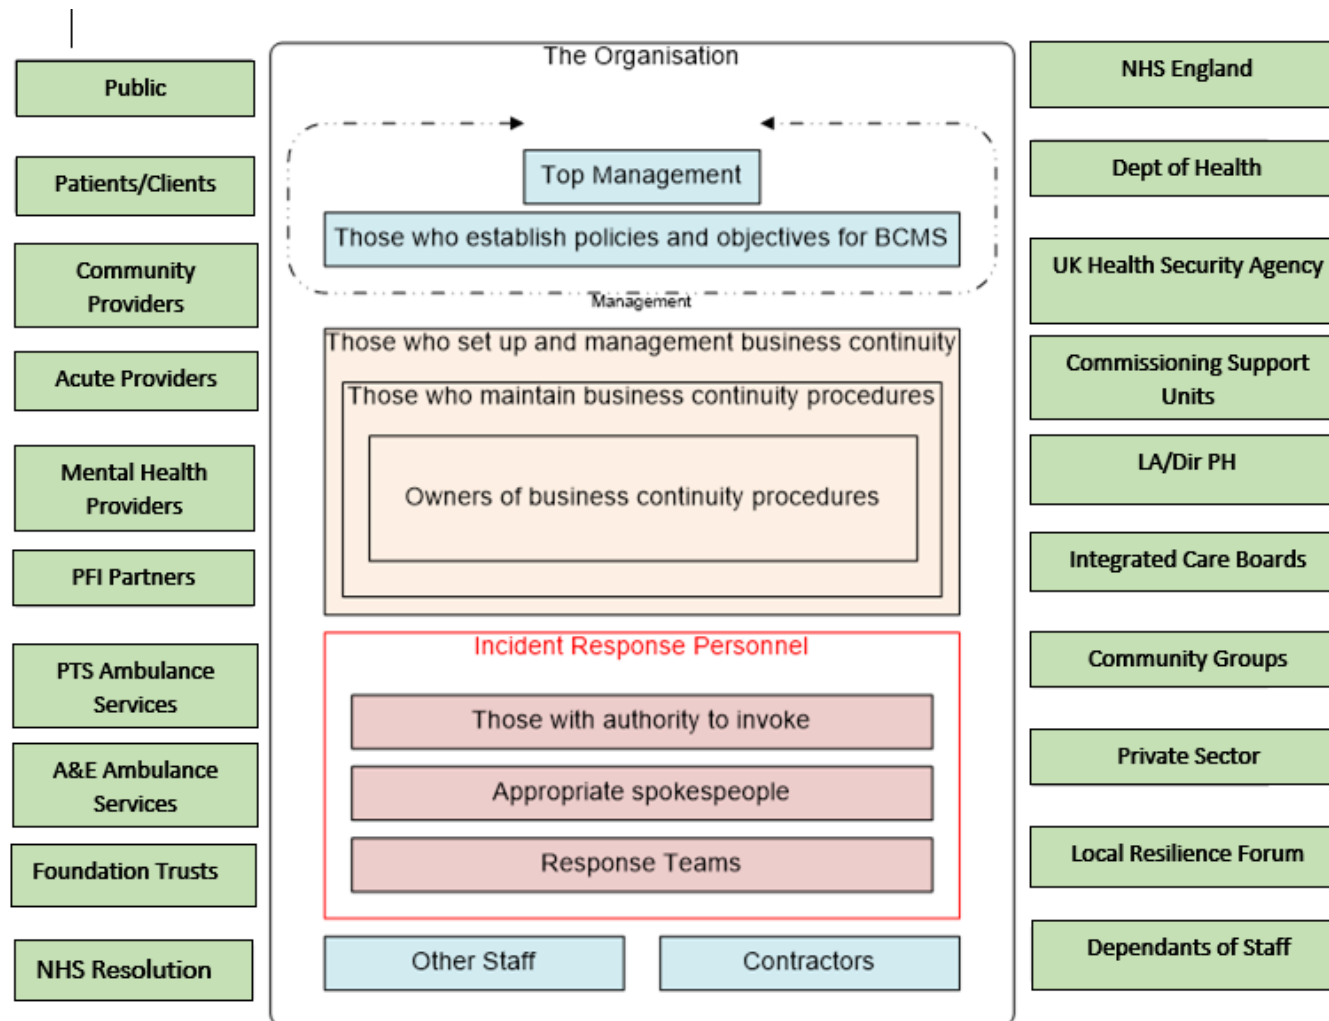 The Organisation
Public
Patients/Clients
Community
Providers
Acute Providers
Mental Health
Providers
PFI Partners
PTS Ambulance
Services
A&E Ambulance
Services
Foundation Trusts
NHS Resolution
Top Management
Those who establish policies and objectives for BCMS
Management
Those who set up and management business continuity
Those who maintain business continuity procedures
Owners of business continuity procedures
Incident Response Personnel
Those with authority to invoke
Appropriate spokespeople
Response Teams
Other Staff
Contractors
NHS England
Dept of Health
UK Health Security Agency
Commissioning Support
Units
LA/Dir PH
Integrated Care Boards
Community Groups
Private Sector
Local Resilience Forum
Dependants of Staff